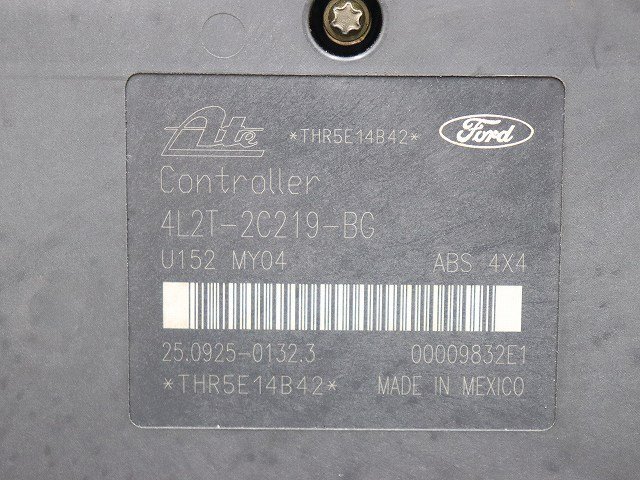 Ate *THR5E14B42* Ford
Controller
4L2T-2C219-BG
U152 MY04 ABS 4X4
25.0925-0132.3 00009832E1
*THR5E14B42* MADE IN MEXICO